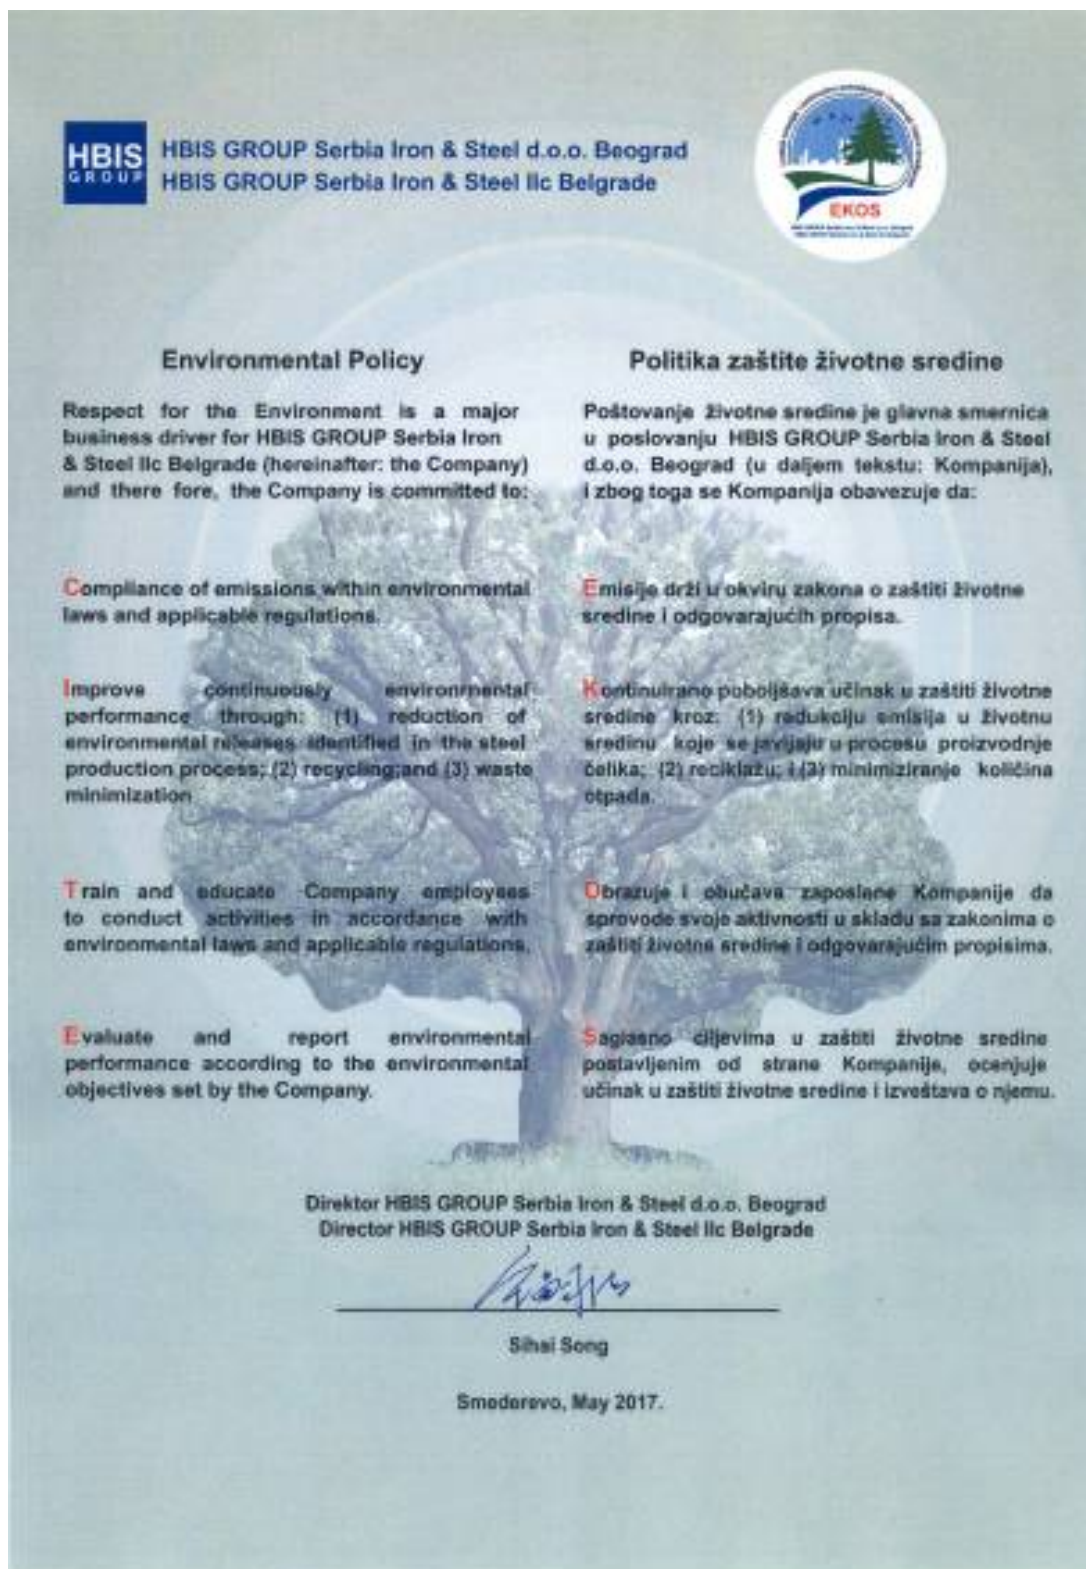 HBIS
GROUP
HBIS GROUP Serbia Iron & Steel d.o.o. Beograd
HBIS GROUP Serbia Iron & Steel llc Belgrade
EKOS
Environmental Policy
Respect for the Environment is a major
business driver for HBIS GROUP Serbia Iron
& Steel llc Belgrade (hereinafter: the Company)
and there fore, the Company is committed to:
Compliance of emissions within environmental
laws and applicable regulations.
Improve continuously environmental
performance through: (1) reduction of
environmental releases identified in the steel
production process; (2) recycling;and (3) waste
minimization
Train and educate Company employees
to conduct activities in accordance with
environmental laws and applicable regulations.
Evaluate and report environmental
performance according to the environmental
objectives set by the Company.
Politika zaštite životne sredine
Poštovanje životne sredine je glavna smernica
u poslovanju HBIS GROUP Serbia Iron & Steel
d.o.o. Beograd (u daljem tekstu: Kompanija),
i zbog toga se Kompanija obavezuje da:
Emisije drži u okviru zakona o zaštiti životne
sredine i odgovarajućih propisa.
Kontinuirano poboljšava učinak u zaštiti životne
sredine kroz: (1) redukciju emisija u životnu
sredinu koje se javljaju u procesu proizvodnje
čelika; (2) reciklažu; i (3) minimiziranje količina
otpada.
Obrazuje i obučava zaposlene Kompanije da
sprovode svoje aktivnosti u skladu sa zakonima o
zaštiti životne sredine i odgovarajućim propisima.
Saglasno ciljevima u zaštiti životne sredine
postavljenim od strane Kompanije, ocenjuje
učinak u zaštiti životne sredine i izveštava o njemu.
Direktor HBIS GROUP Serbia Iron & Steel d.o.o. Beograd
Director HBIS GROUP Serbia Iron & Steel llc Belgrade
Sihai Song
Smederevo, May 2017.